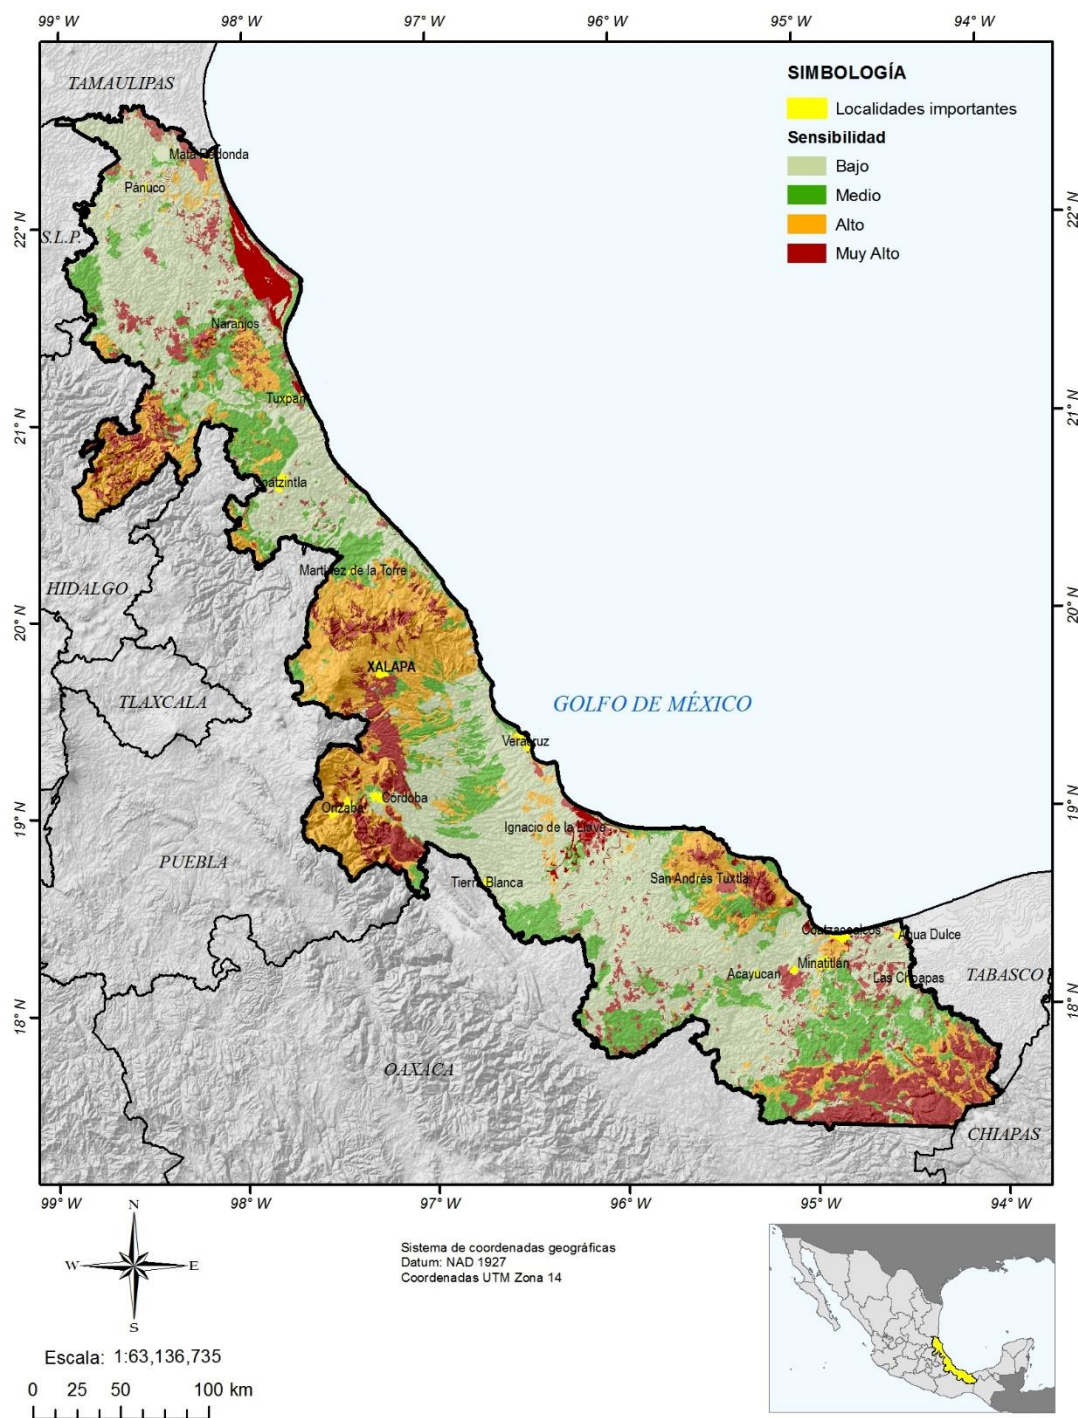 99° W 98° W 97° W 96° W 95° W 94° W
SIMBOLOGÍA
Localidades importantes
Sensibilidad
Bajo
Medio
Alto
Muy Alto
TAMAULIPAS
Mata Redonda
Pánuco
22° N 22° N
S.L.P.
Naranjos
Tuxpan
21° N 21° N
Coatzintla
Martínez de la Torre
HIDALGO
20° N 20° N
XALAPA
TLAXCALA
GOLFO DE MÉXICO
Veracruz
Córdoba
Orizaba
19° N 19° N
Ignacio de la Llave
PUEBLA
Tierra Blanca
San Andrés Tuxtla
Coatzacoalcos
Agua Dulce
Minatitlán
Acayucan
Las Choapas
TABASCO
18° N 18° N
OAXACA
CHIAPAS
99° W 98° W 97° W 96° W 95° W 94° W
N
W E
S
Sistema de coordenadas geográficas
Datum: NAD 1927
Coordenadas UTM Zona 14
Escala: 1:63,136,735
0 25 50 100 km